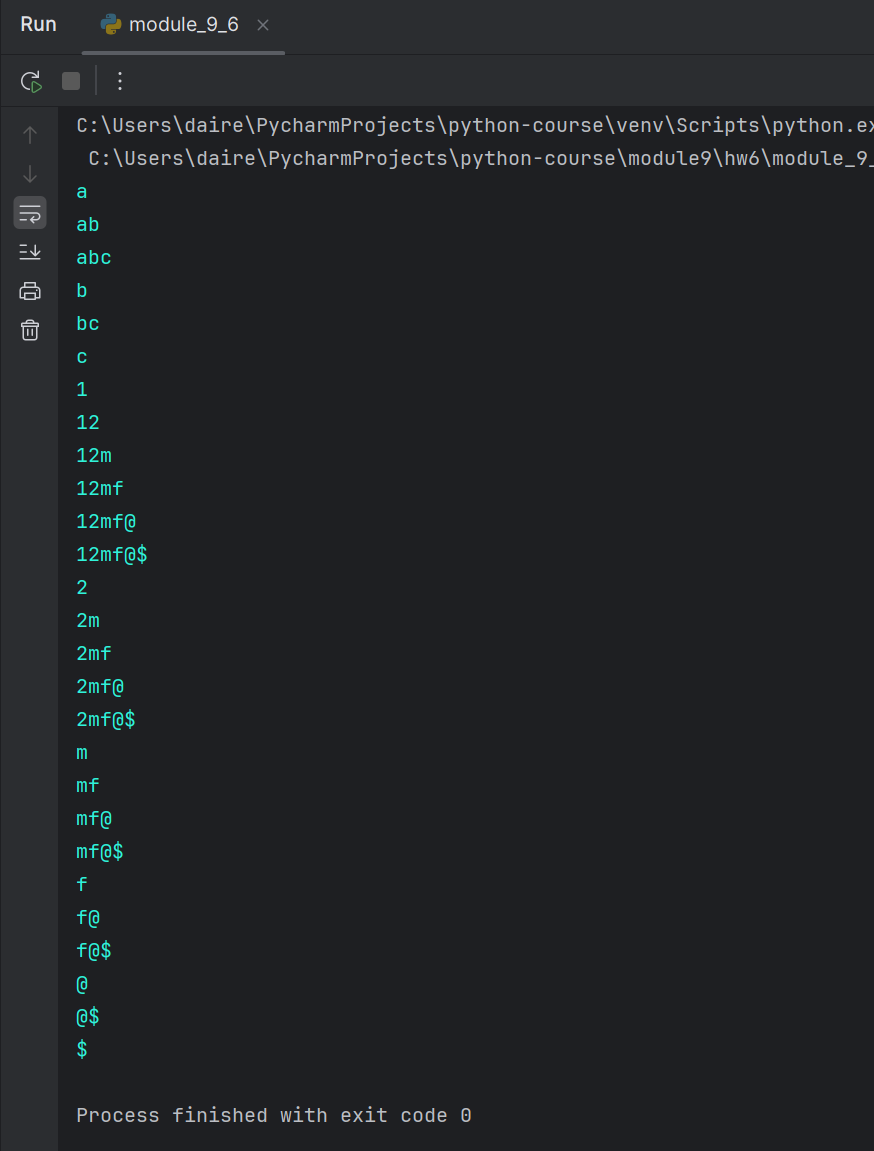 Run module_9_6
C:\Users\daire\PycharmProjects\python-course\venv\Scripts\python.ex
C:\Users\daire\PycharmProjects\python-course\module9\hw6\module_9_
a
ab
abc
b
bc
c
1
12
12m
12mf
12mf@
12mf@$
2
2m
2mf
2mf@
2mf@$
m
mf
mf@
mf@$
f
f@
f@$
@
@$
$
Process finished with exit code 0